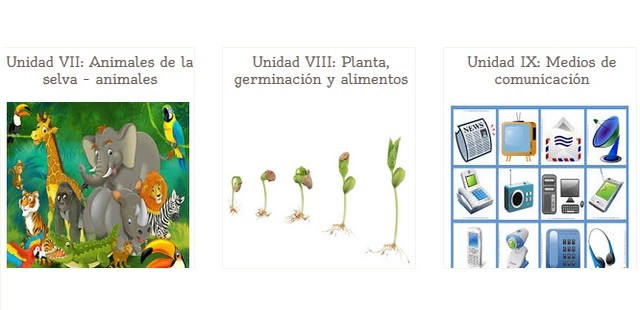 Unidad VII: Animales de la
selva - animales
Unidad VIII: Planta,
germinación y alimentos
Unidad IX: Medios de
comunicación
NEWS